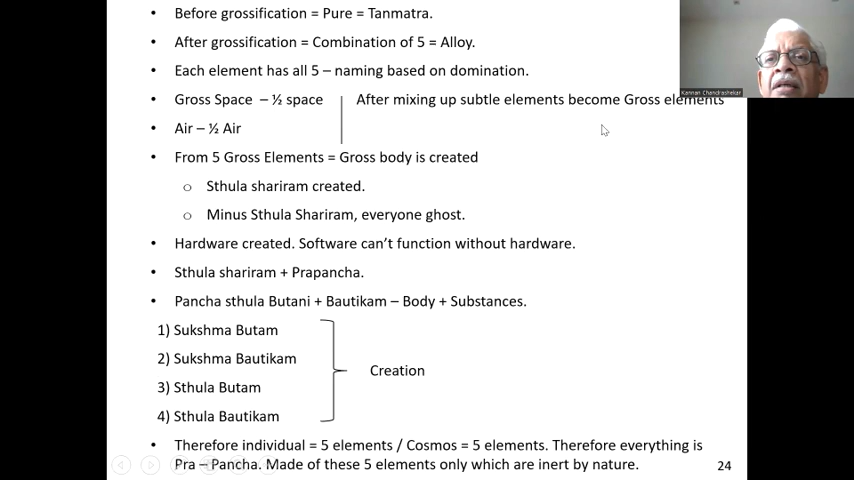 • Before grossification = Pure = Tanmatra.
• After grossification = Combination of 5 = Alloy.
• Each element has all 5 – naming based on domination.
• Gross Space – ½ space After mixing up subtle elements become Gross elements
• Air – ½ Air
• From 5 Gross Elements = Gross body is created
o Sthula shariram created.
o Minus Sthula Shariram, everyone ghost.
• Hardware created. Software can’t function without hardware.
• Sthula shariram + Prapancha.
• Pancha sthula Butani + Bautikam – Body + Substances.
1) Sukshma Butam
2) Sukshma Bautikam
3) Sthula Butam
4) Sthula Bautikam
Creation
• Therefore individual = 5 elements / Cosmos = 5 elements. Therefore everything is
Pra – Pancha. Made of these 5 elements only which are inert by nature.
24
Kannan Chandrashekar